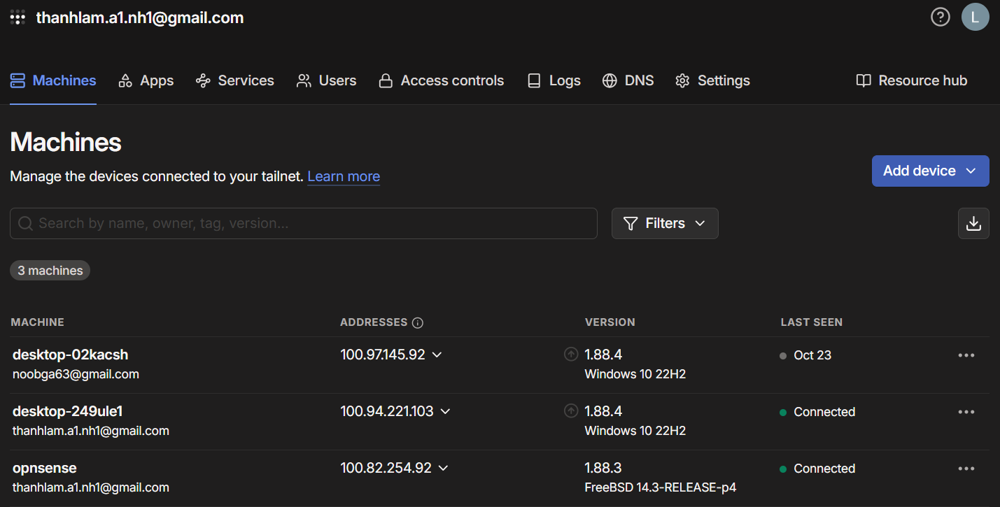 thanhlam.a1.nh1@gmail.com
L
Machines Apps Services Users Access controls Logs DNS Settings Resource hub
Machines
Manage the devices connected to your tailnet. Learn more
Add device
Search by name, owner, tag, version...
Filters
3 machines
MACHINE ADDRESSES VERSION LAST SEEN
desktop-02kacsh 100.97.145.92 1.88.4 Oct 23
noobga63@gmail.com Windows 10 22H2
desktop-249ule1 100.94.221.103 1.88.4 Connected
thanhlam.a1.nh1@gmail.com Windows 10 22H2
opnsense 100.82.254.92 1.88.3 Connected
thanhlam.a1.nh1@gmail.com FreeBSD 14.3-RELEASE-p4